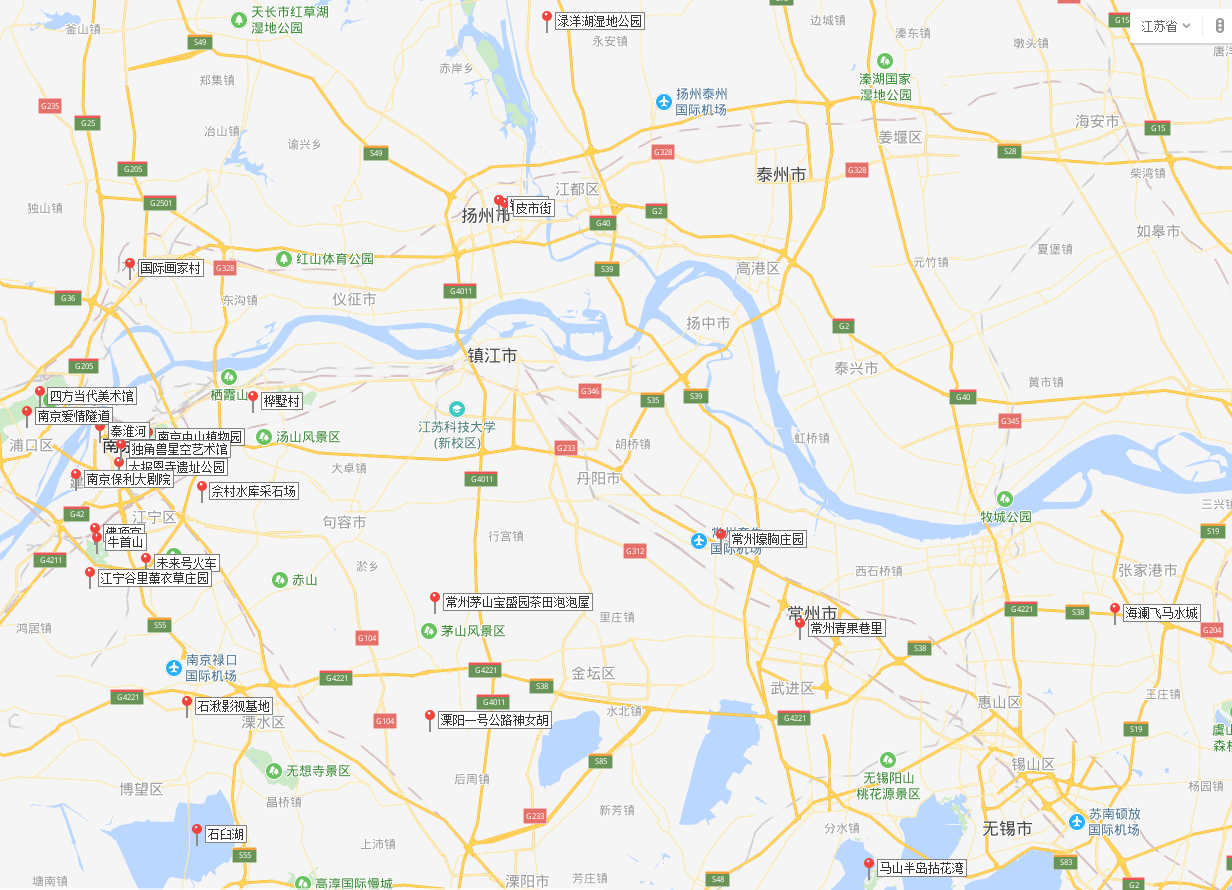 天长市红草湖
湿地公园
渌洋湖湿地公园
永安镇
边城镇
溱东镇
墩头镇
G15
江苏省
釜山镇
S49
赤岸乡
郑集镇
溱湖国家
湿地公园
扬州泰州
国际机场
G235
G25
冶山镇
谕兴乡
S49
G328
姜堰区
海安市
G15
S28
G205
泰州市
G328
柴湾镇
独山镇
G2501
江都区
扬州市
皮市街
G2
G40
如皋市
夏堡镇
国际画家村
G328
红山体育公园
S39
高港区
元竹镇
G36
东沟镇
仪征市
G4011
扬中市
G2
镇江市
G205
栖霞山
桦墅村
G346
S35
S39
泰兴市
黄市镇
G40
G345
四方当代美术馆
南京爱情隧道
秦淮河
南京中山植物园
独角兽星空艺术馆
浦口区
汤山风景区
江苏科技大学
(新校区)
G233
胡桥镇
虹桥镇
大报恩寺遗址公园
南京保利大剧院
大卓镇
G4011
丹阳市
佘村水库采石场
牧城公园
三兴镇
G42
江宁区
句容市
行宫镇
S19
佛顶宫
牛首山
G312
常州壕朐庄园
国际机场
G4211
未来号火车
江宁谷里薰衣草庄园
赤山
淤乡
西石桥镇
张家港市
常州茅山宝盛园茶田泡泡屋
茅山风景区
里庄镇
常州市
常州青果巷里
G4221
S38
海澜飞马水城
G204
鸿居镇
S55
G104
S38
南京禄口
国际机场
G4221
G4221
金坛区
S38
G4221
G4011
武进区
惠山区
王庄镇
石湫影视基地
溧水区
G104
溧阳一号公路神女胡
水北镇
G4221
S19
无想寺景区
S85
后周镇
博望区
晶桥镇
无锡阳山
桃花源景区
锡山区
杨园镇
新芳镇
G233
分水镇
无锡市
苏南硕放
国际机场
石臼湖
上沛镇
S55
马山半岛拈花湾
S83
塘南镇
高淳国际慢城
溧阳市
芳庄镇
S48
G2